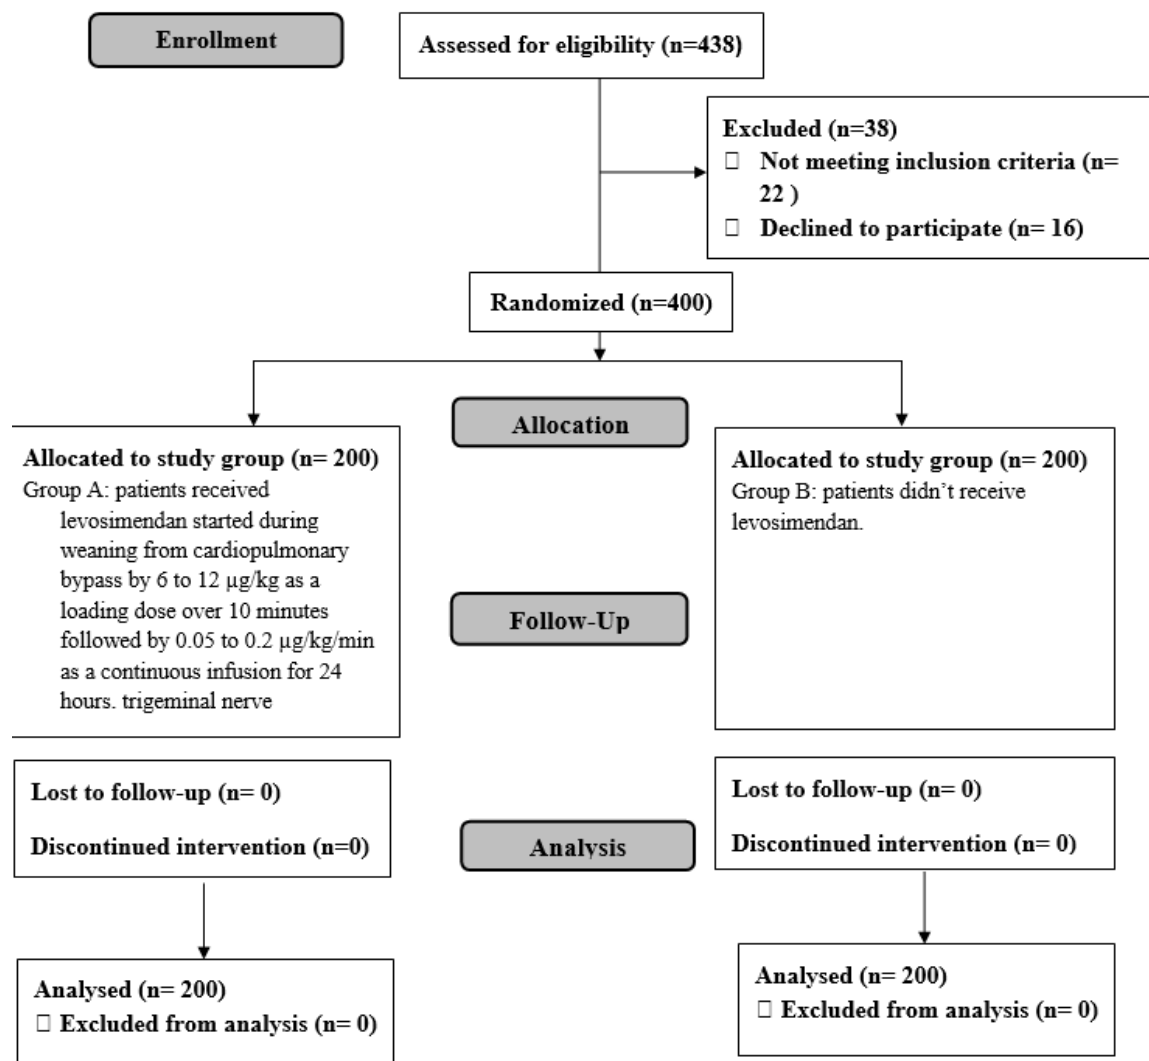 Enrollment
Assessed for eligibility (n=438)
Excluded (n=38)
☐ Not meeting inclusion criteria (n=
22 )
☐ Declined to participate (n= 16)
Randomized (n=400)
Allocation
Allocated to study group (n= 200)
Group A: patients received
levosimendan started during
weaning from cardiopulmonary
bypass by 6 to 12 µg/kg as a
loading dose over 10 minutes
followed by 0.05 to 0.2 µg/kg/min
as a continuous infusion for 24
hours. trigeminal nerve
Allocated to study group (n= 200)
Group B: patients didn’t receive
levosimendan.
Follow-Up
Lost to follow-up (n= 0)
Discontinued intervention (n=0)
Lost to follow-up (n= 0)
Discontinued intervention (n= 0)
Analysis
Analysed (n= 200)
☐ Excluded from analysis (n= 0)
Analysed (n= 200)
☐ Excluded from analysis (n= 0)